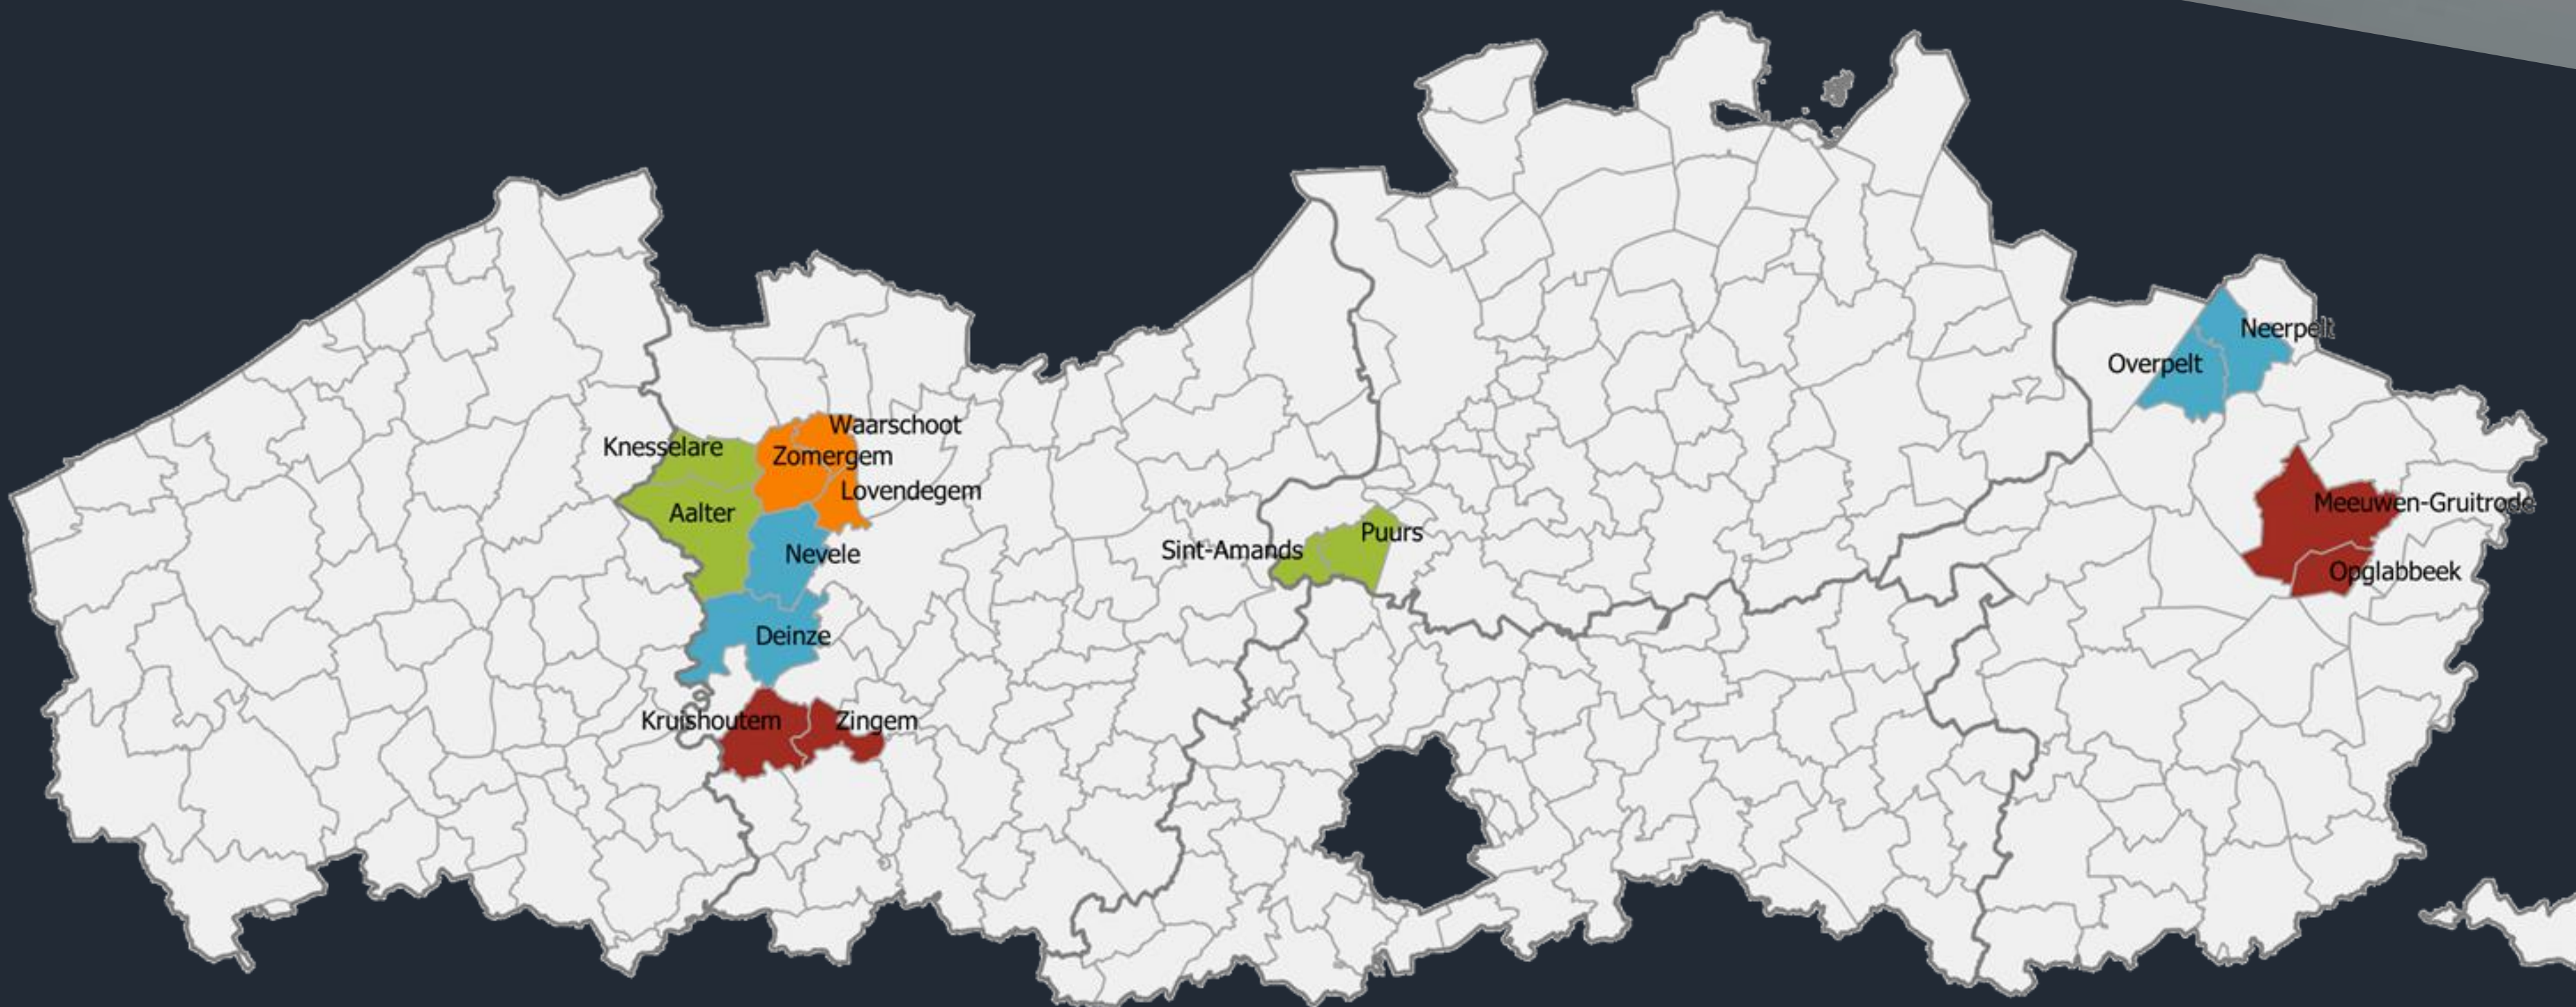 Neerpelt
Overpelt
Waarschoot
Knesselare
Zomergem
Lovendegem
Meeuwen-Gruitrode
Aalter
Puurs
Sint-Amands
Nevele
Opglabbeek
Deinze
Kruishoutem
Zingem